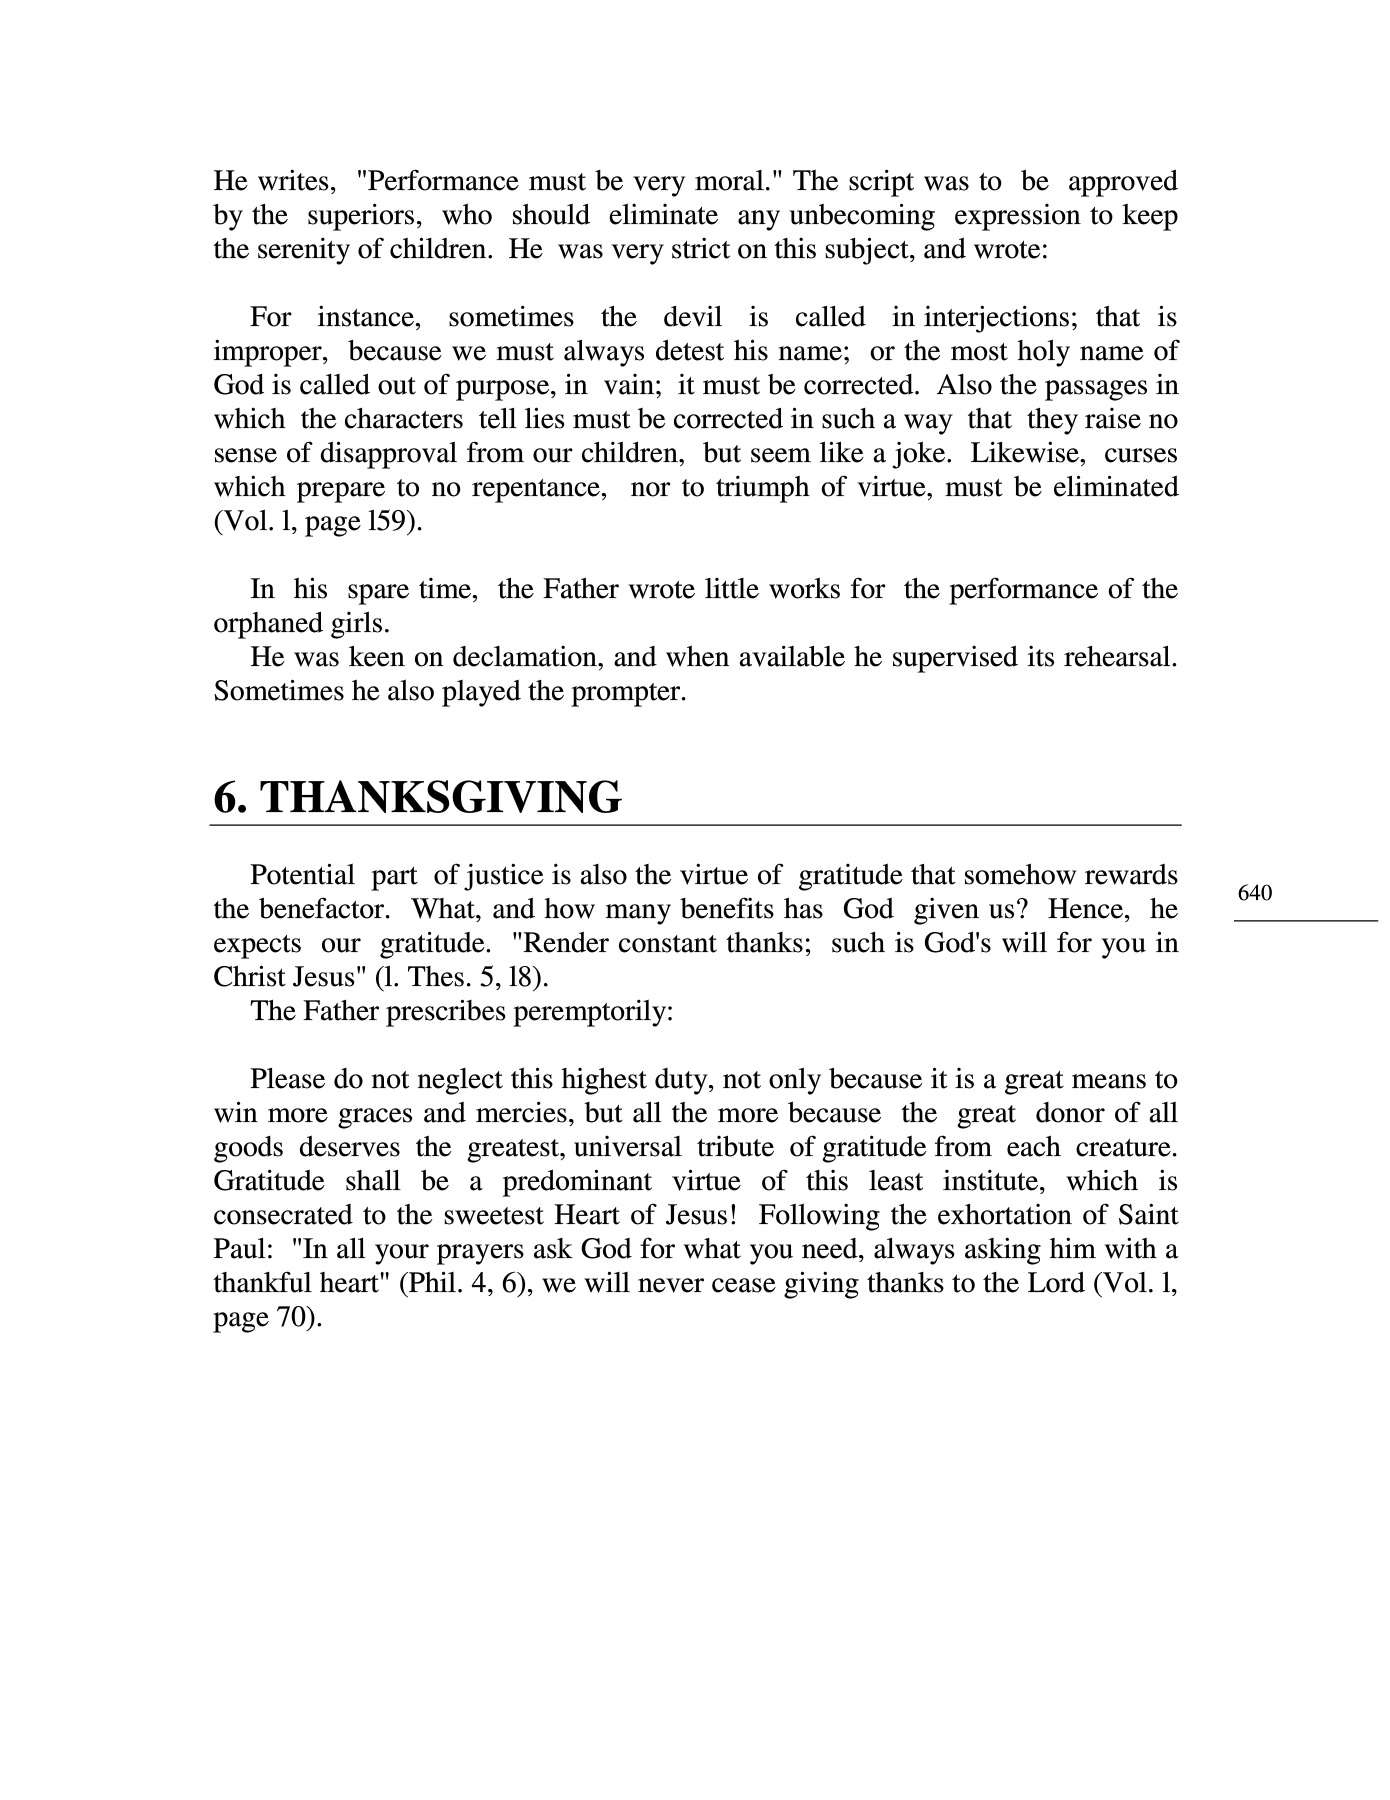 He writes, "Performance must be very moral." The script was to be approved
by the superiors, who should eliminate any unbecoming expression to keep
the serenity of children. He was very strict on this subject, and wrote:
For instance, sometimes the devil is called in interjections; that is
improper, because we must always detest his name; or the most holy name of
God is called out of purpose, in vain; it must be corrected. Also the passages in
which the characters tell lies must be corrected in such a way that they raise no
sense of disapproval from our children, but seem like a joke. Likewise, curses
which prepare to no repentance, nor to triumph of virtue, must be eliminated
(Vol. l, page l59).
In his spare time, the Father wrote little works for the performance of the
orphaned girls.
He was keen on declamation, and when available he supervised its rehearsal.
Sometimes he also played the prompter.
6. THANKSGIVING
Potential part of justice is also the virtue of gratitude that somehow rewards
the benefactor. What, and how many benefits has God given us? Hence, he
expects our gratitude. "Render constant thanks; such is God's will for you in
Christ Jesus" (l. Thes. 5, l8).
The Father prescribes peremptorily:
Please do not neglect this highest duty, not only because it is a great means to
win more graces and mercies, but all the more because the great donor of all
goods deserves the greatest, universal tribute of gratitude from each creature.
Gratitude shall be a predominant virtue of this least institute, which is
consecrated to the sweetest Heart of Jesus! Following the exhortation of Saint
Paul: "In all your prayers ask God for what you need, always asking him with a
thankful heart" (Phil. 4, 6), we will never cease giving thanks to the Lord (Vol. l,
page 70).
640